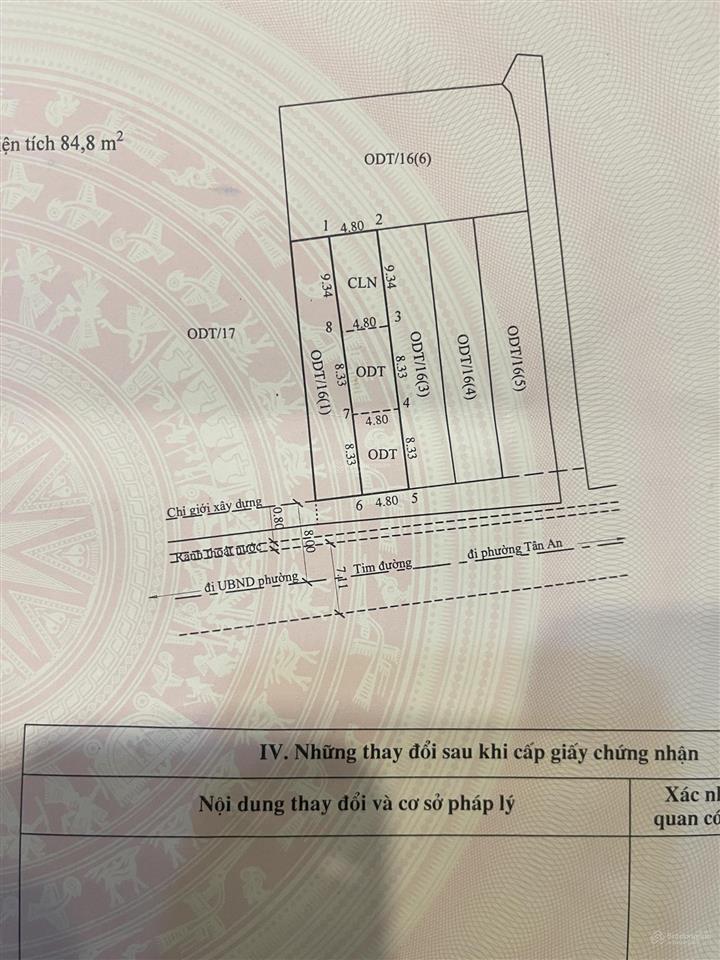 ện tích 84,8 m²
ODT/16(6)
1 4.80 2
9.34 CLN 9.34
8 4.80 3
ODT/17
ODT/16(1)
8.33 ODT 8.33
ODT/16(3)
ODT/16(4)
ODT/16(5)
7 4.80 4
8.33 ODT 8.33
6 4.80 5
Chỉ giới xây dựng
0.80
Rãnh thoát nước
8.00
đi UBND phường
7.11
Tim đường
đi phường Tân An
IV. Những thay đổi sau khi cấp giấy chứng nhận
Nội dung thay đổi và cơ sở pháp lý
Xác nh
quan có